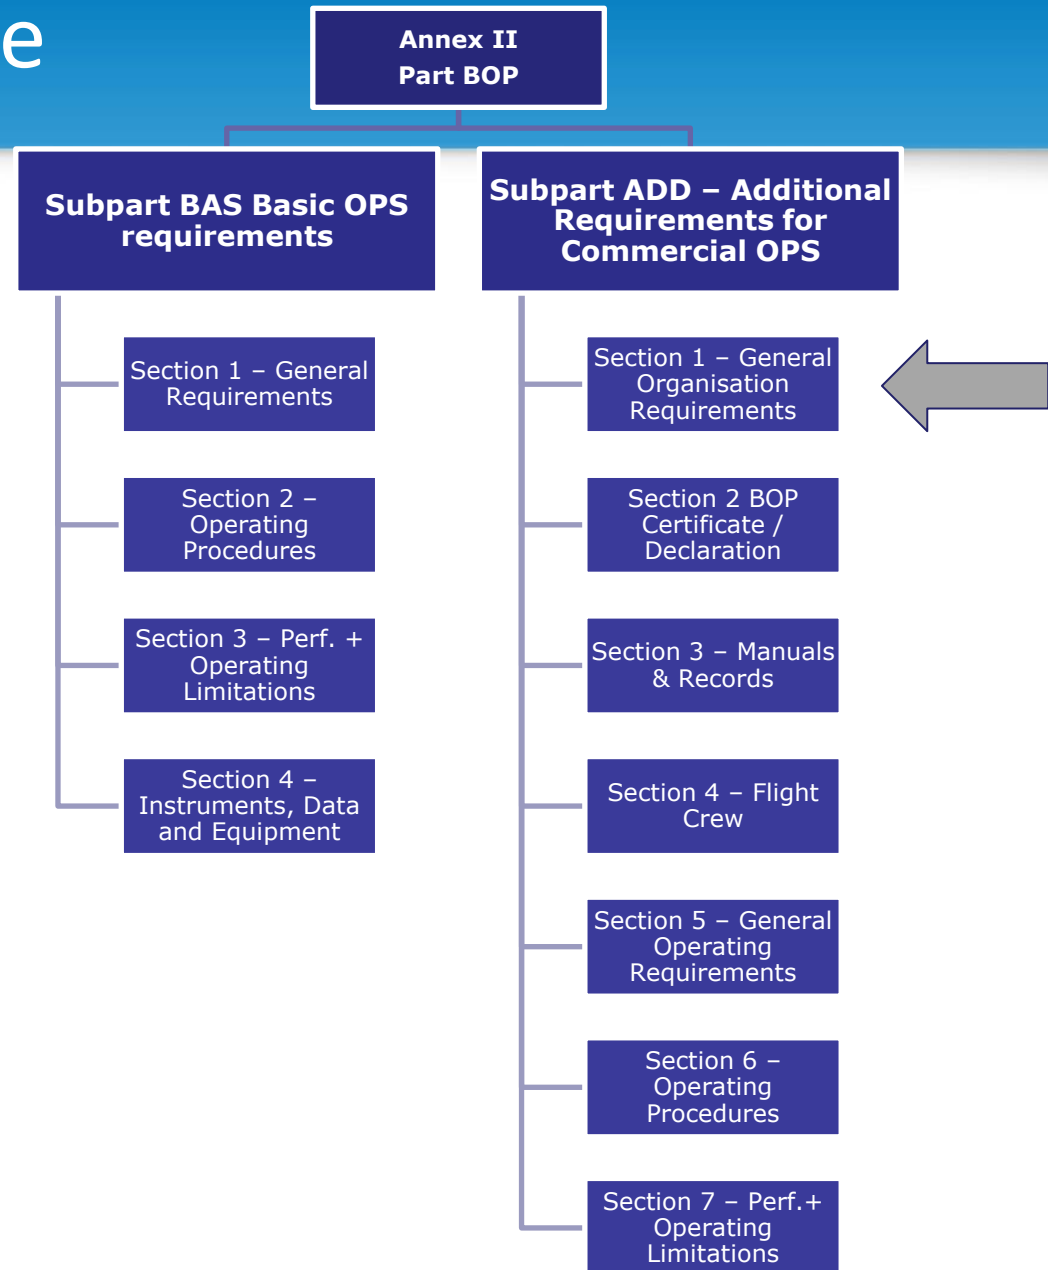 e
Annex II
Part BOP
Subpart BAS Basic OPS
requirements
Section 1 – General
Requirements
Section 2 –
Operating
Procedures
Section 3 – Perf. +
Operating
Limitations
Section 4 –
Instruments, Data
and Equipment
Subpart ADD – Additional
Requirements for
Commercial OPS
Section 1 – General
Organisation
Requirements
Section 2 BOP
Certificate /
Declaration
Section 3 – Manuals
& Records
Section 4 – Flight
Crew
Section 5 – General
Operating
Requirements
Section 6 –
Operating
Procedures
Section 7 – Perf.+
Operating
Limitations